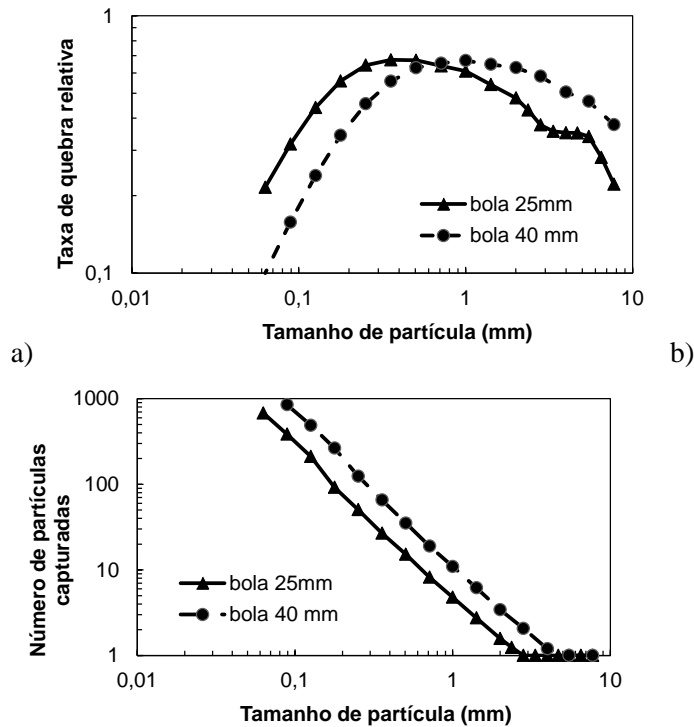 1
Taxa de quebra relativa
bola 25mm
bola 40 mm
0,1
0,01
0,1
1
10
Tamanho de partícula (mm)
a)
b)
1000
100
Número de partículas
capturadas
10
bola 25mm
bola 40 mm
1
0,01
0,1
1
10
Tamanho de partícula (mm)